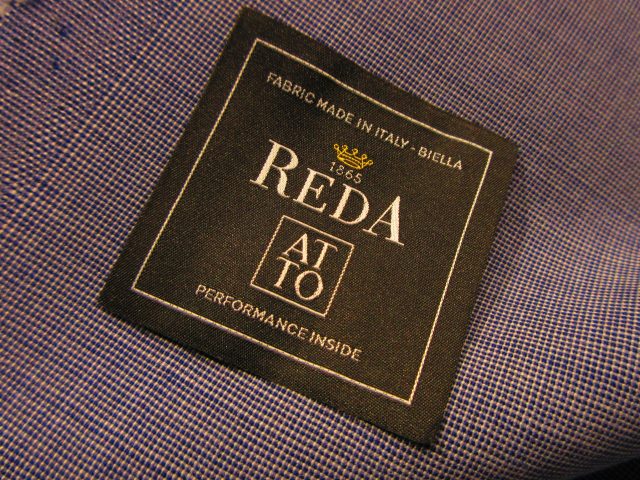 FABRIC MADE IN ITALY - BIELLA
1865
REDA
AT
TO
PERFORMANCE INSIDE